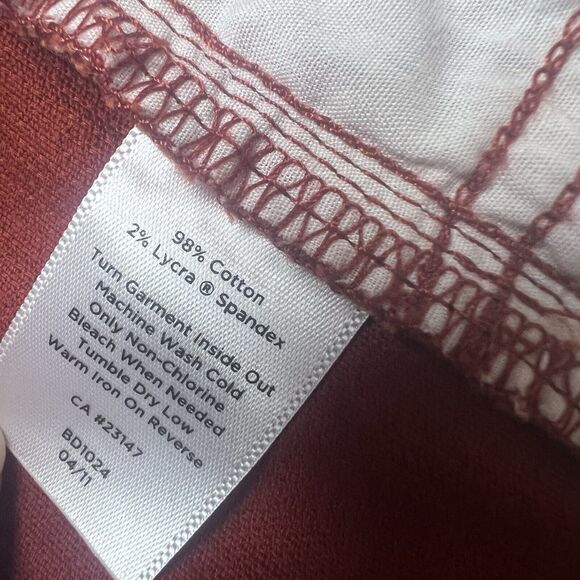 98% Cotton
2% Lycra ® Spandex
Turn Garment Inside Out
Machine Wash Cold
Only Non-Chlorine
Bleach When Needed
Tumble Dry Low
Warm Iron On Reverse
CA #23147
BD1024
04/11